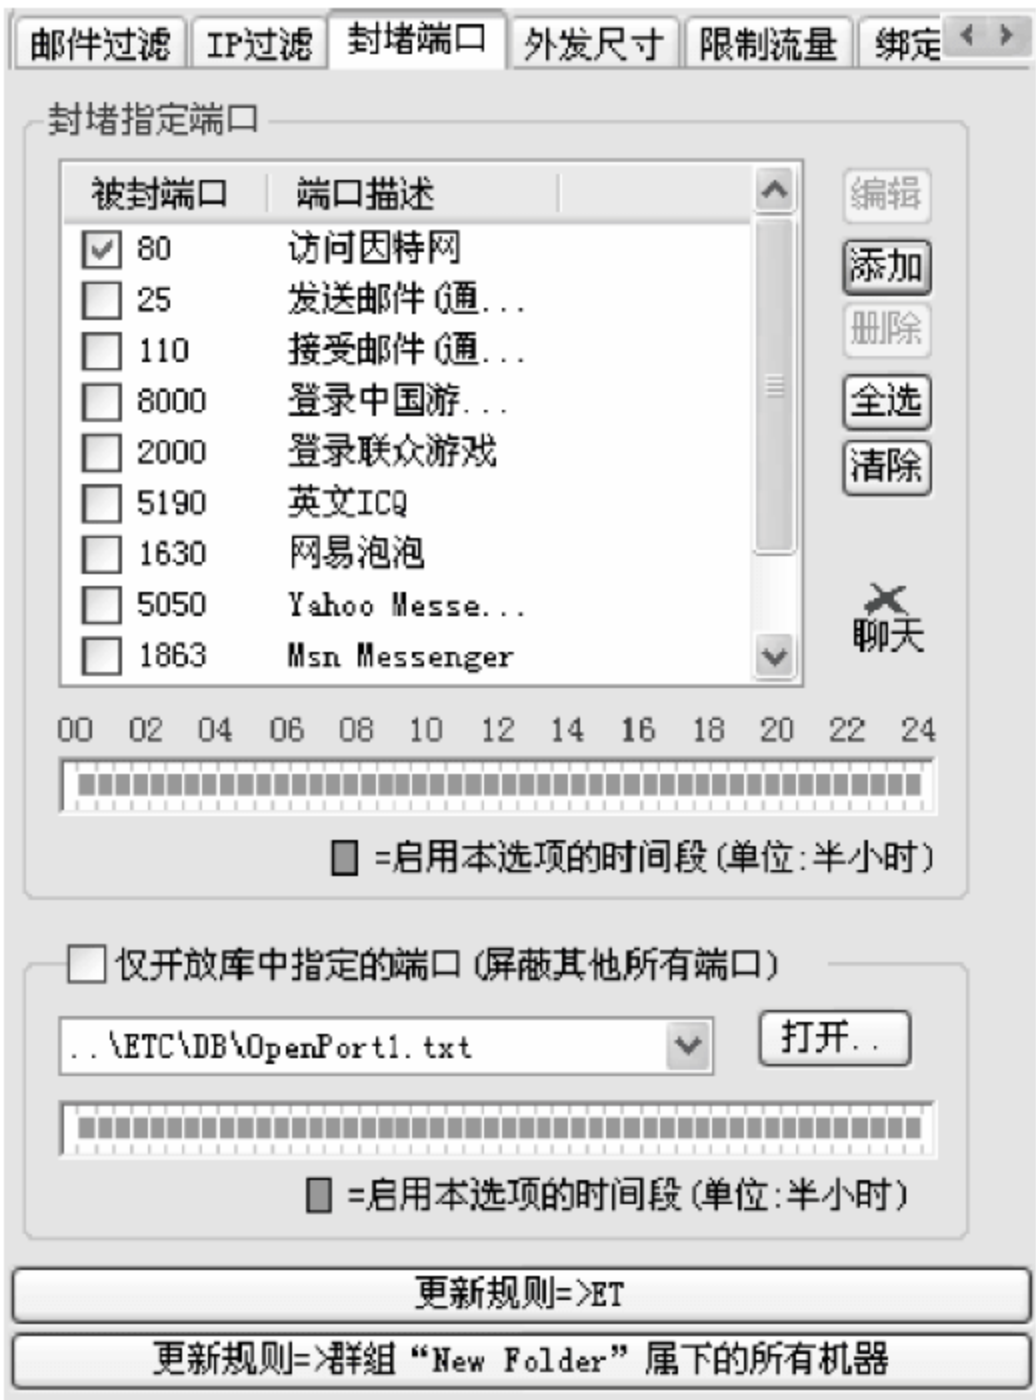 邮件过滤 IP过滤 封堵端口 外发尺寸 限制流量 绑定
封堵指定端口
被封端口 端口描述
编辑
80 访问因特网
添加
25 发送邮件(通...
删除
110 接受邮件(通...
8000 登录中国游...
全选
2000 登录联众游戏
清除
5190 英文ICQ
1630 网易泡泡
5050 Yahoo Messe...
聊天
1863 Msn Messenger
00 02 04 06 08 10 12 14 16 18 20 22 24
=启用本选项的时间段(单位:半小时)
仅开放库中指定的端口(屏蔽其他所有端口)
..\ETC\DB\OpenPort1.txt 打开..
=启用本选项的时间段(单位:半小时)
更新规则=>ET
更新规则=>群组“New Folder”属下的所有机器